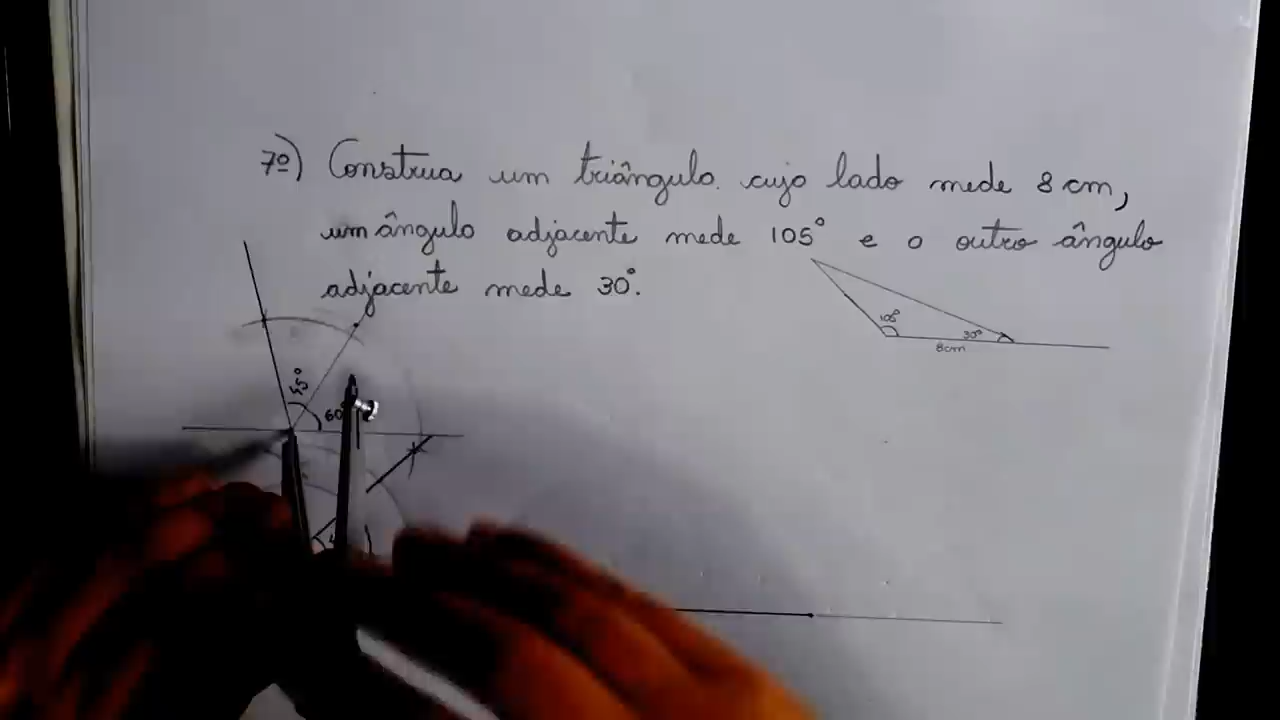 7º) Construa um triângulo. cujo lado mede 8 cm,
um ângulo adjacente mede 105° e o outro ângulo
adjacente mede 30°.
105°
30°
8cm
45°
60